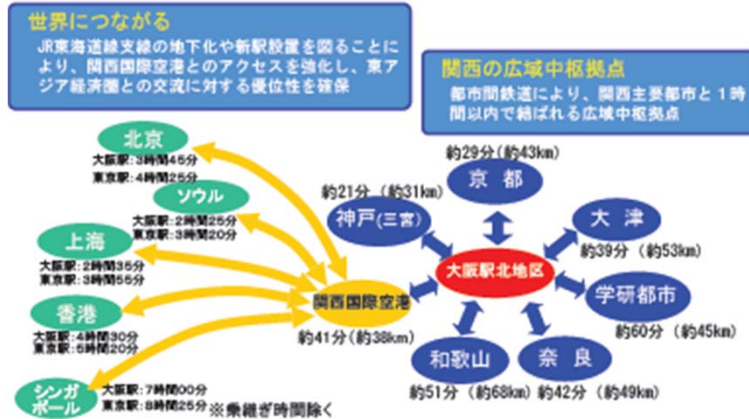 世界につながる
JR東海道線支線の地下化や新駅設置を図ることに
より、関西国際空港とのアクセスを強化し、東ア
ジア経済圏との交流に対する優位性を確保
関西の広域中枢拠点
都市間鉄道により、関西主要都市と1時
間以内で結ばれる広域中枢拠点
北京
大阪駅:3時間45分
東京駅:4時間25分
ソウル
大阪駅:2時間25分
東京駅:3時間20分
上海
大阪駅:2時間35分
東京駅:3時間55分
香港
大阪駅:4時間30分
東京駅:5時間20分
シンガ
ポール
大阪駅:7時間00分
東京駅:8時間25分
※乗継ぎ時間除く
関西国際空港
約41分(約38km)
約29分(約43km)
京都
約21分 (約31km)
神戸(三宮)
大津
約39分 (約53km)
大阪駅北地区
学研都市
約60分 (約45km)
和歌山
約51分 (約68km)
奈良
約42分 (約49km)